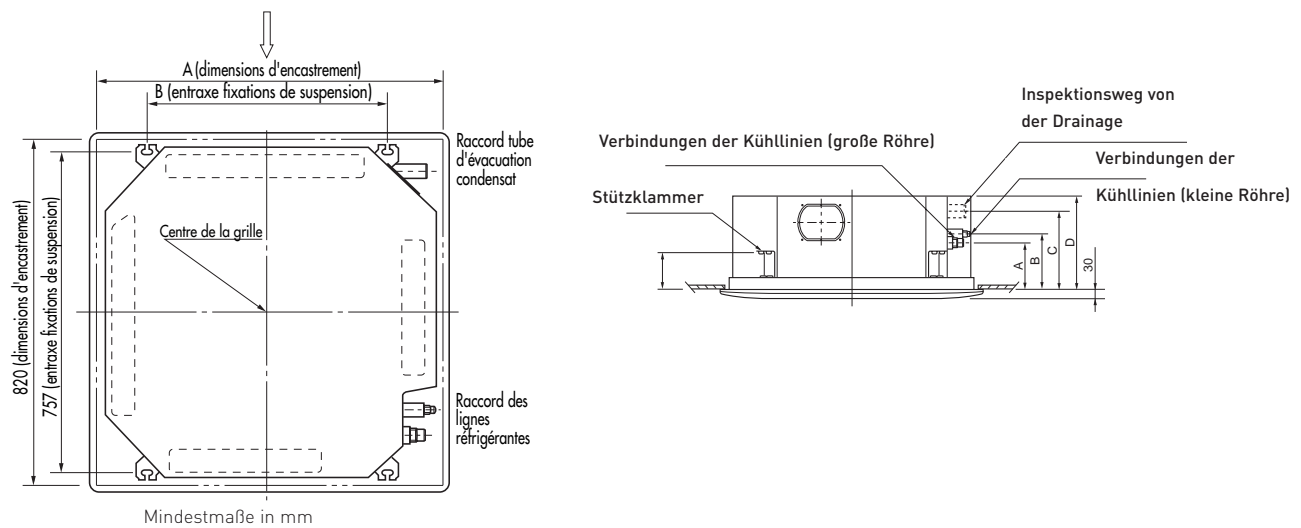 A (dimensions d'encastrement)
B (entraxe fixations de suspension)
Raccord tube
d'évacuation
condensat
Centre de la grille
820 (dimensions d'encastrement)
757 (entraxe fixations de suspension)
Raccord des
lignes
réfrigérantes
Mindestmaße in mm
Inspektionsweg von
der Drainage
Verbindungen der Kühllinien (große Röhre)
Verbindungen der
Kühllinien (kleine Röhre)
Stützklammer
A
B
C
D
30